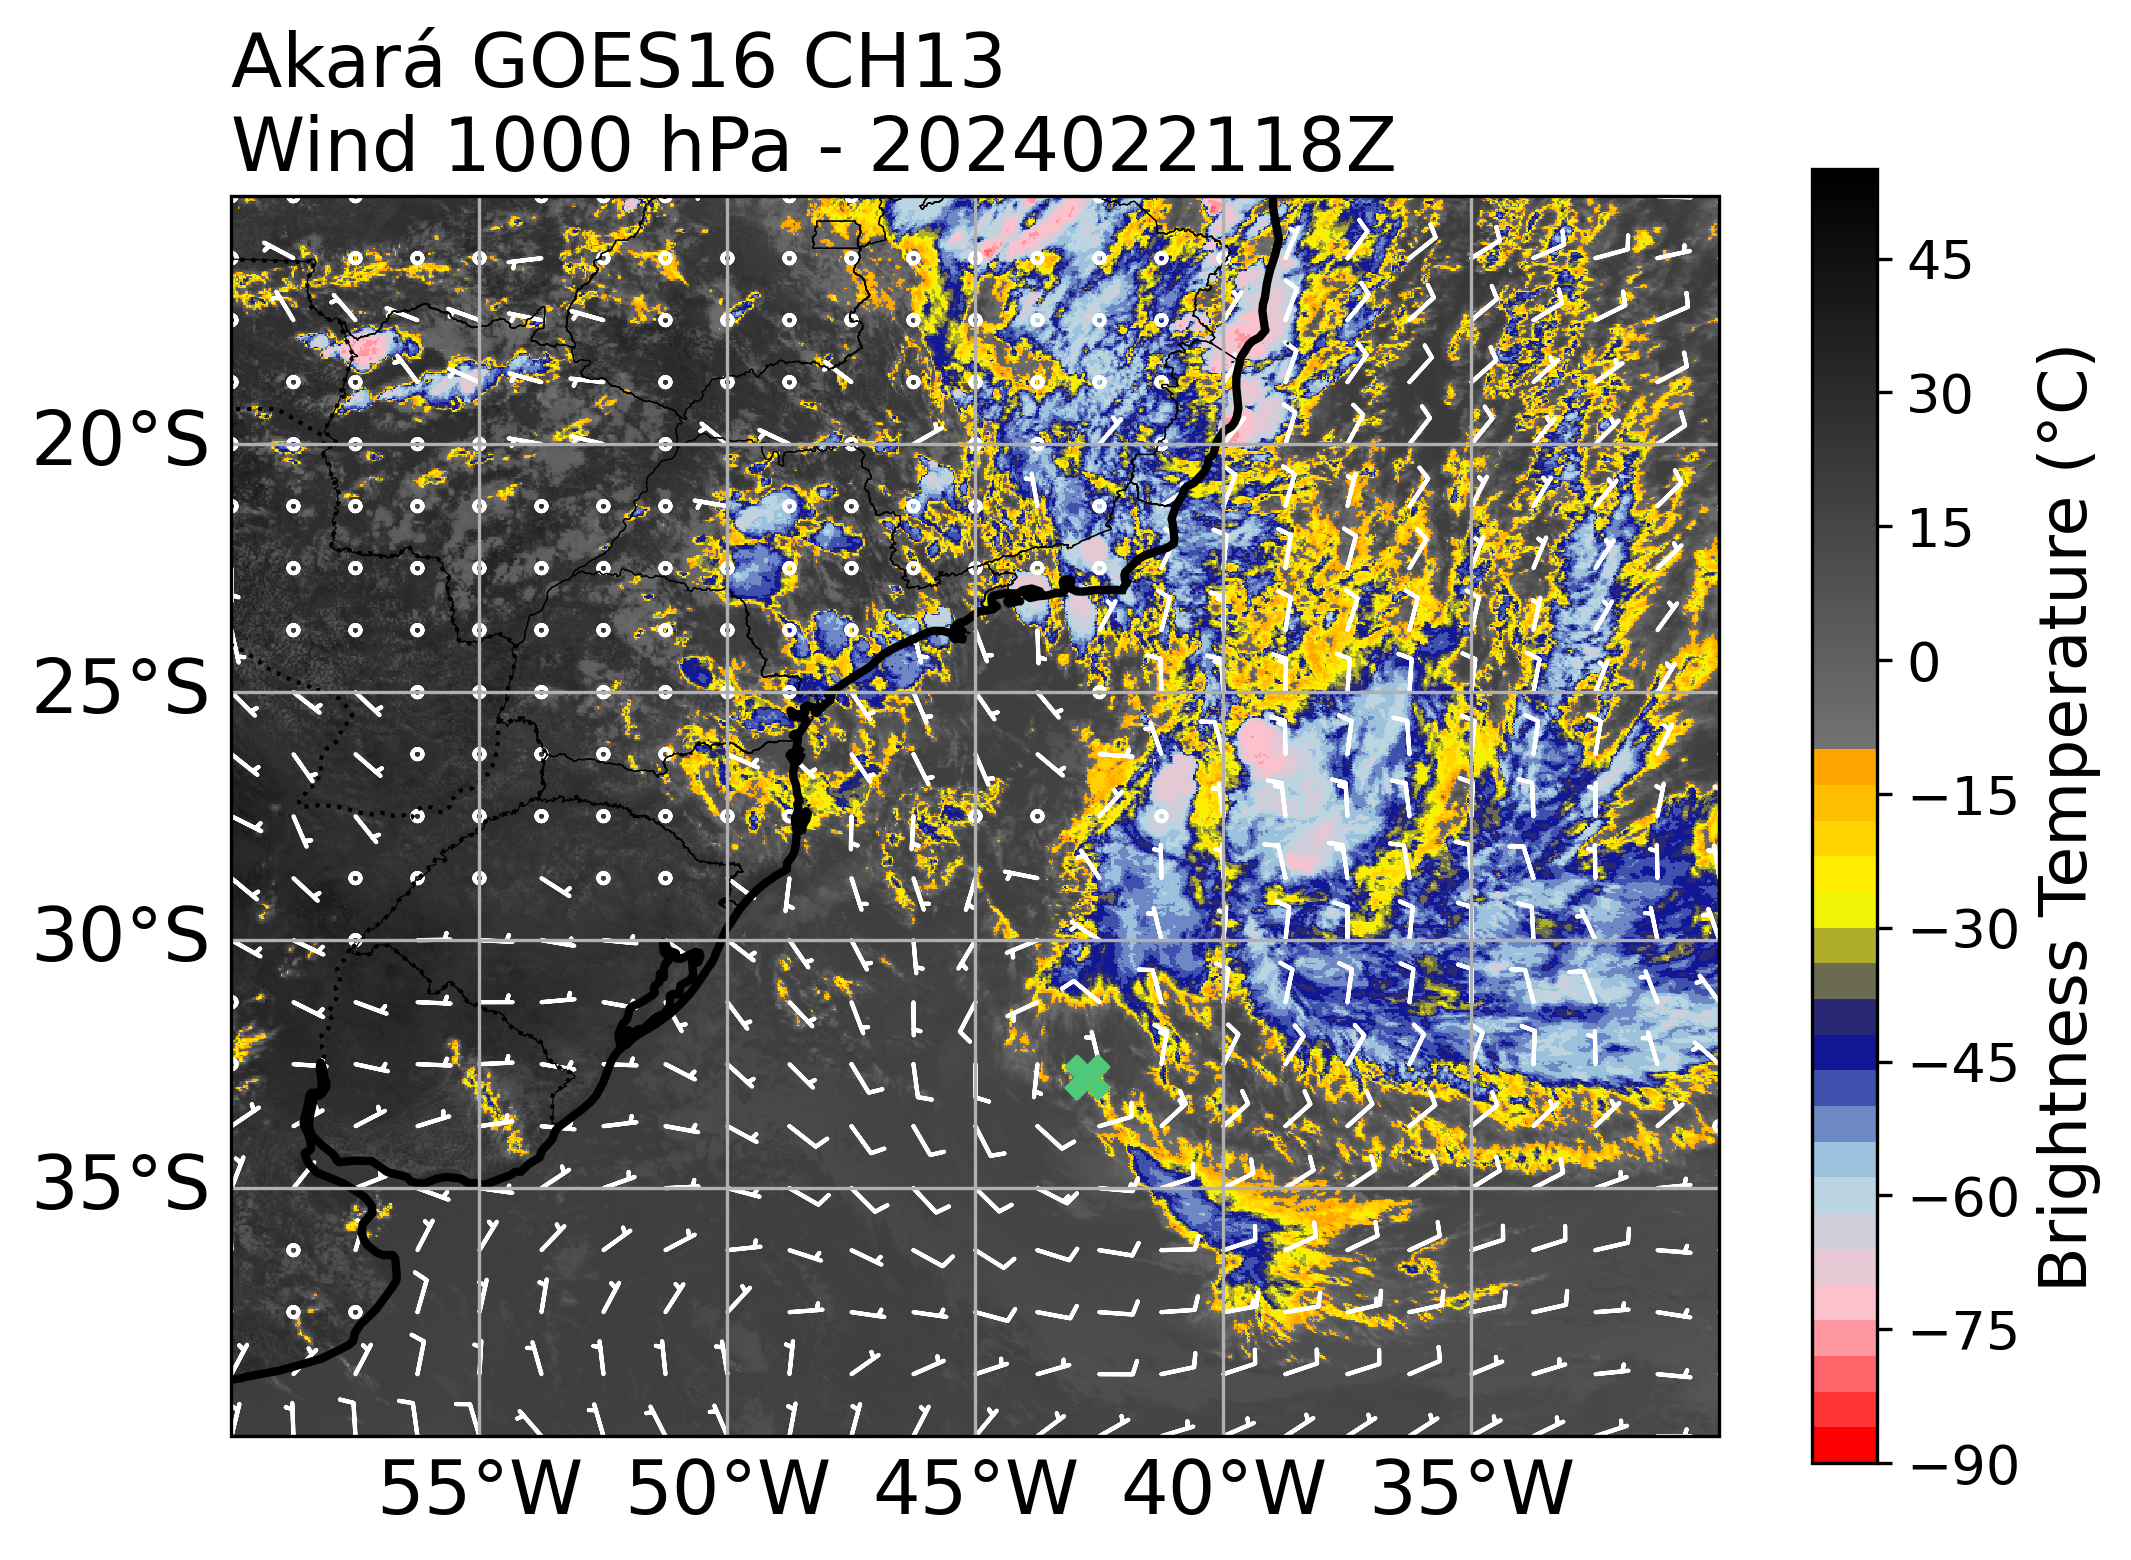 Akará GOES16 CH13
Wind 1000 hPa - 2024022118Z
20°S
25°S
30°S
35°S
55°W 50°W 45°W 40°W 35°W
45
30
15
0
−15
−30
−45
−60
−75
−90
Brightness Temperature (°C)